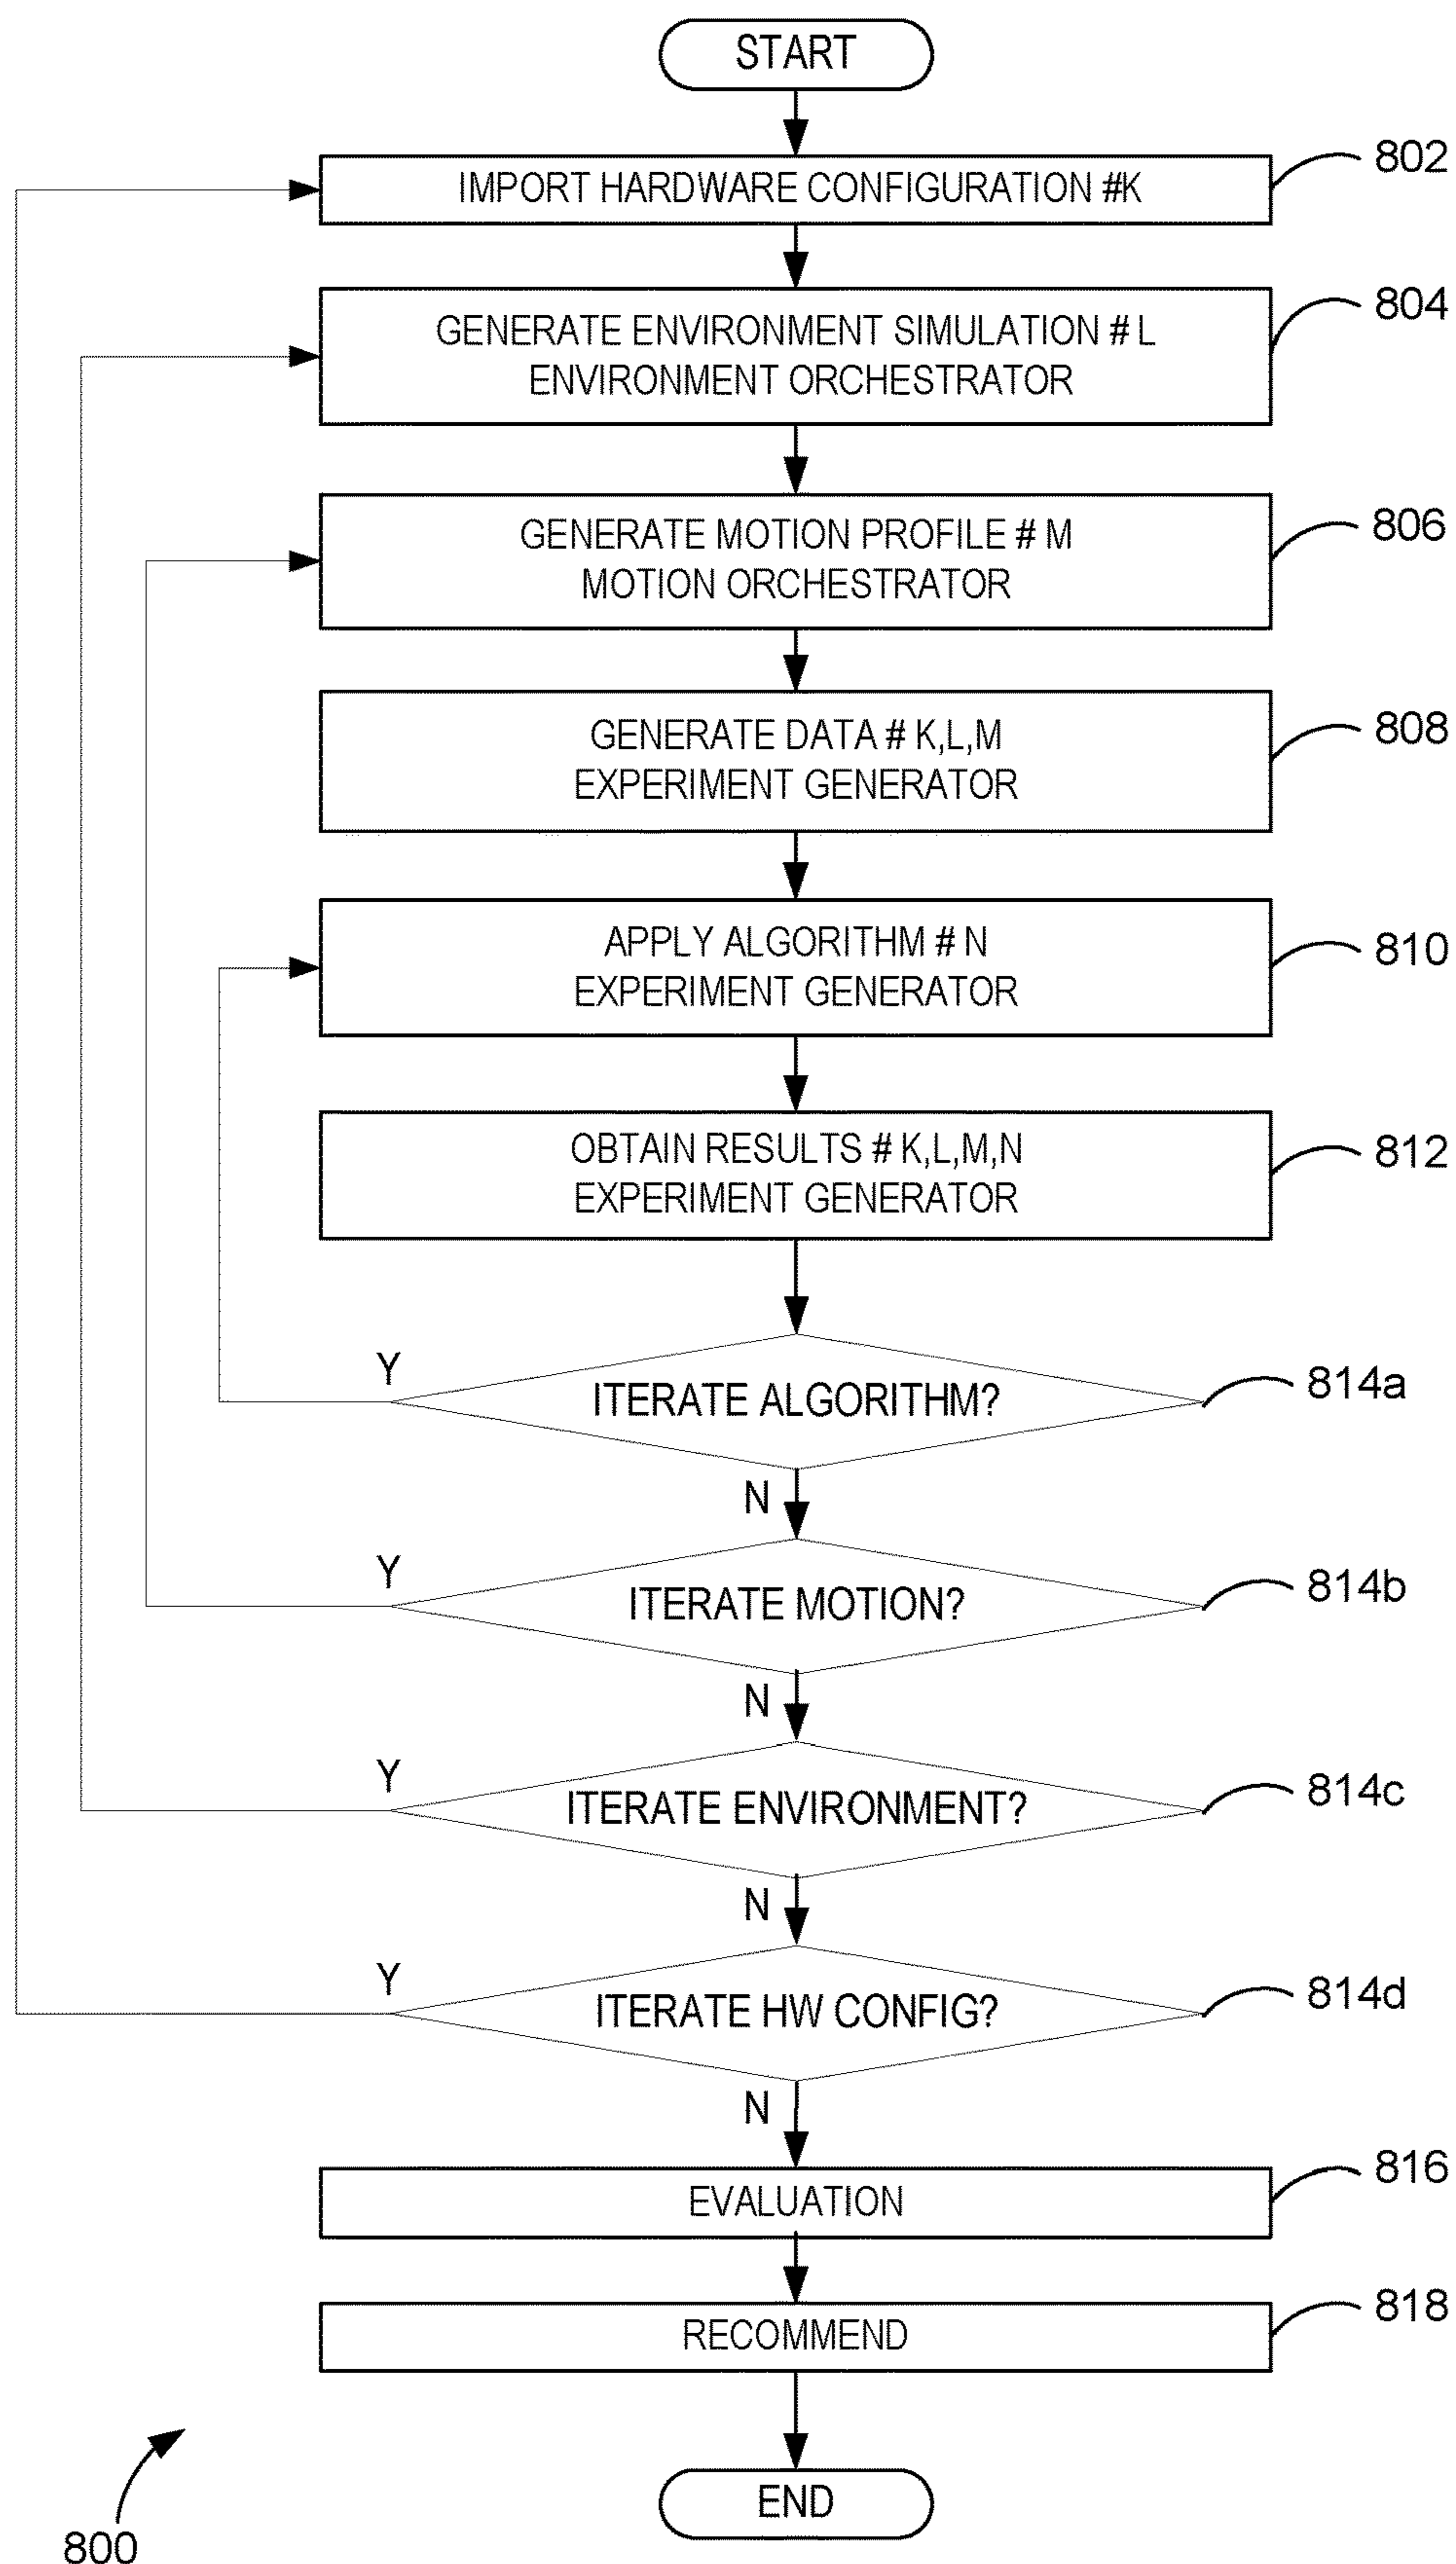 START
IMPORT HARDWARE CONFIGURATION #K
802
GENERATE ENVIRONMENT SIMULATION # L
ENVIRONMENT ORCHESTRATOR
804
GENERATE MOTION PROFILE # M
MOTION ORCHESTRATOR
806
GENERATE DATA # K,L,M
EXPERIMENT GENERATOR
808
APPLY ALGORITHM # N
EXPERIMENT GENERATOR
810
OBTAIN RESULTS # K,L,M,N
EXPERIMENT GENERATOR
812
Y
ITERATE ALGORITHM?
814a
N
Y
ITERATE MOTION?
814b
N
Y
ITERATE ENVIRONMENT?
814c
N
Y
ITERATE HW CONFIG?
814d
N
EVALUATION
816
RECOMMEND
818
END
800